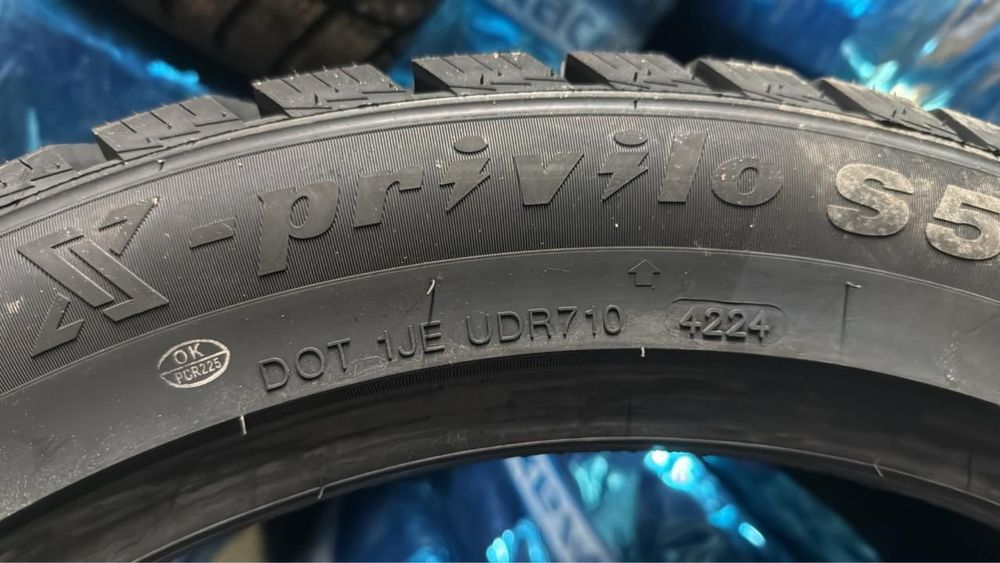 X-privilo S5
OK
PCR225
DOT 1JE UDR710 4224